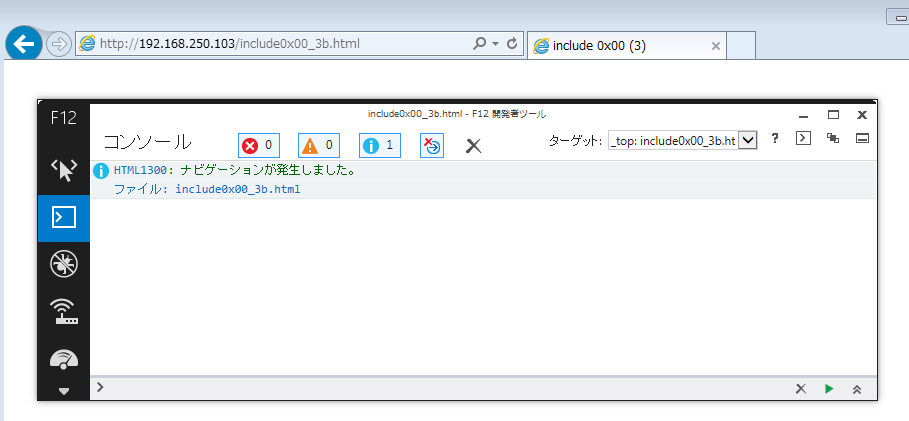 http://192.168.250.103/include0x00_3b.html
include 0x00 (3)
include0x00_3b.html - F12 開発者ツール
F12
コンソール
0
0
1
ターゲット: _top: include0x00_3b.ht
?
HTML1300: ナビゲーションが発生しました。
ファイル: include0x00_3b.html